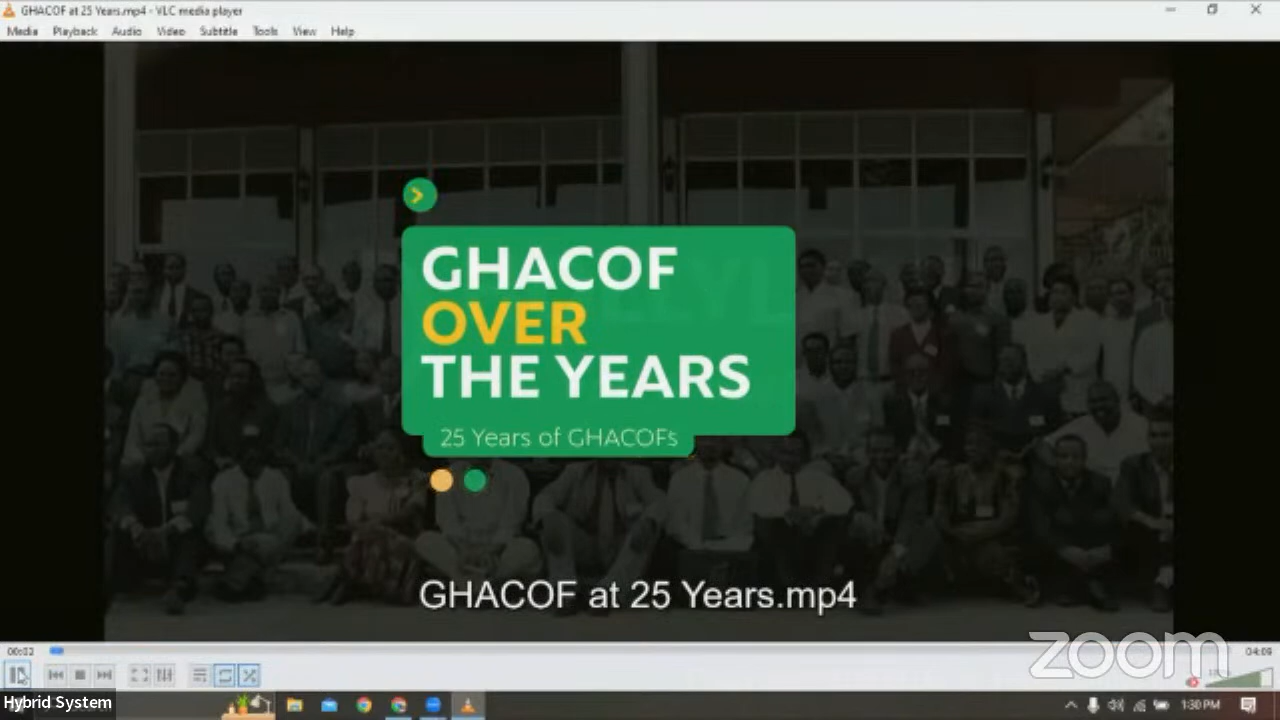 GHACOF at 25 Years.mp4 - VLC media player
Media Playback Audio Video Subtitle Tools View Help
GHACOF
OVER
THE YEARS
25 Years of GHACOFs
GHACOF at 25 Years.mp4
00:03
04:09
zoom
Hybrid System
1:30 PM